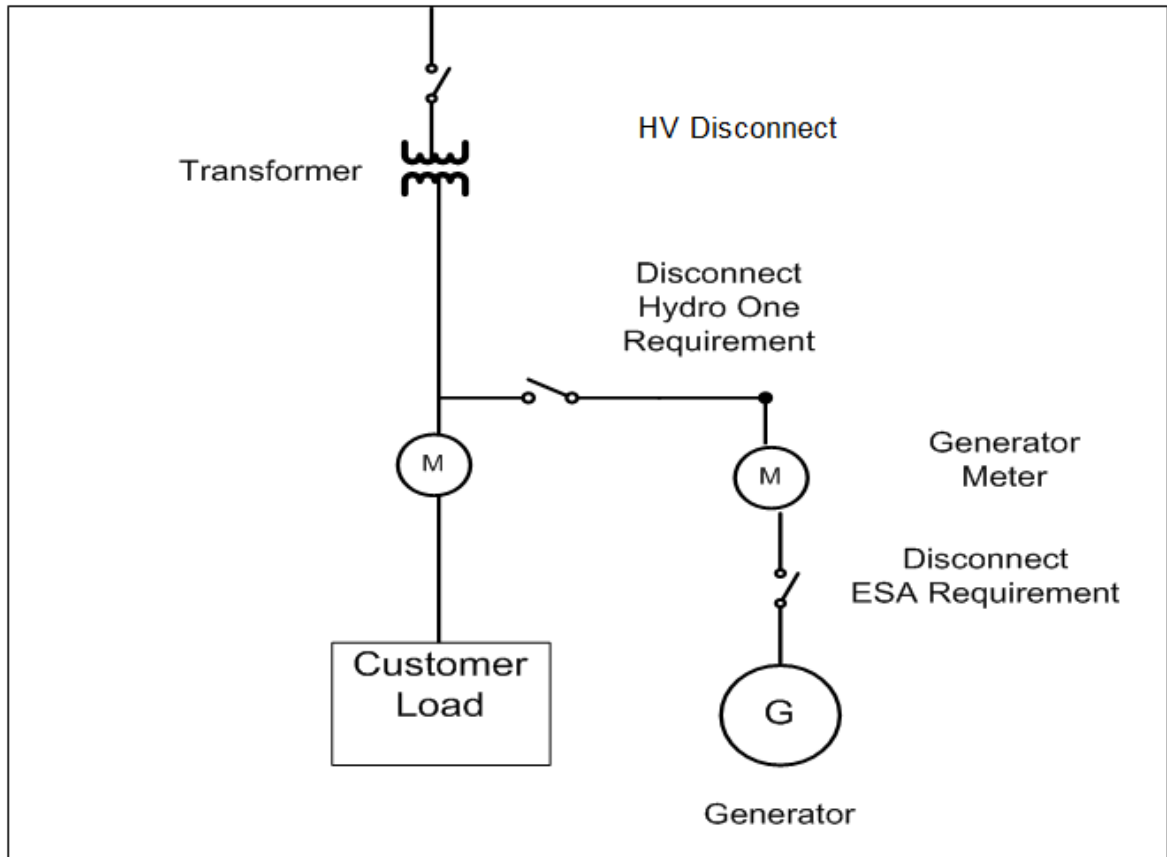 HV Disconnect
Transformer
Disconnect
Hydro One
Requirement
M
M
Generator
Meter
Disconnect
ESA Requirement
Customer
Load
G
Generator